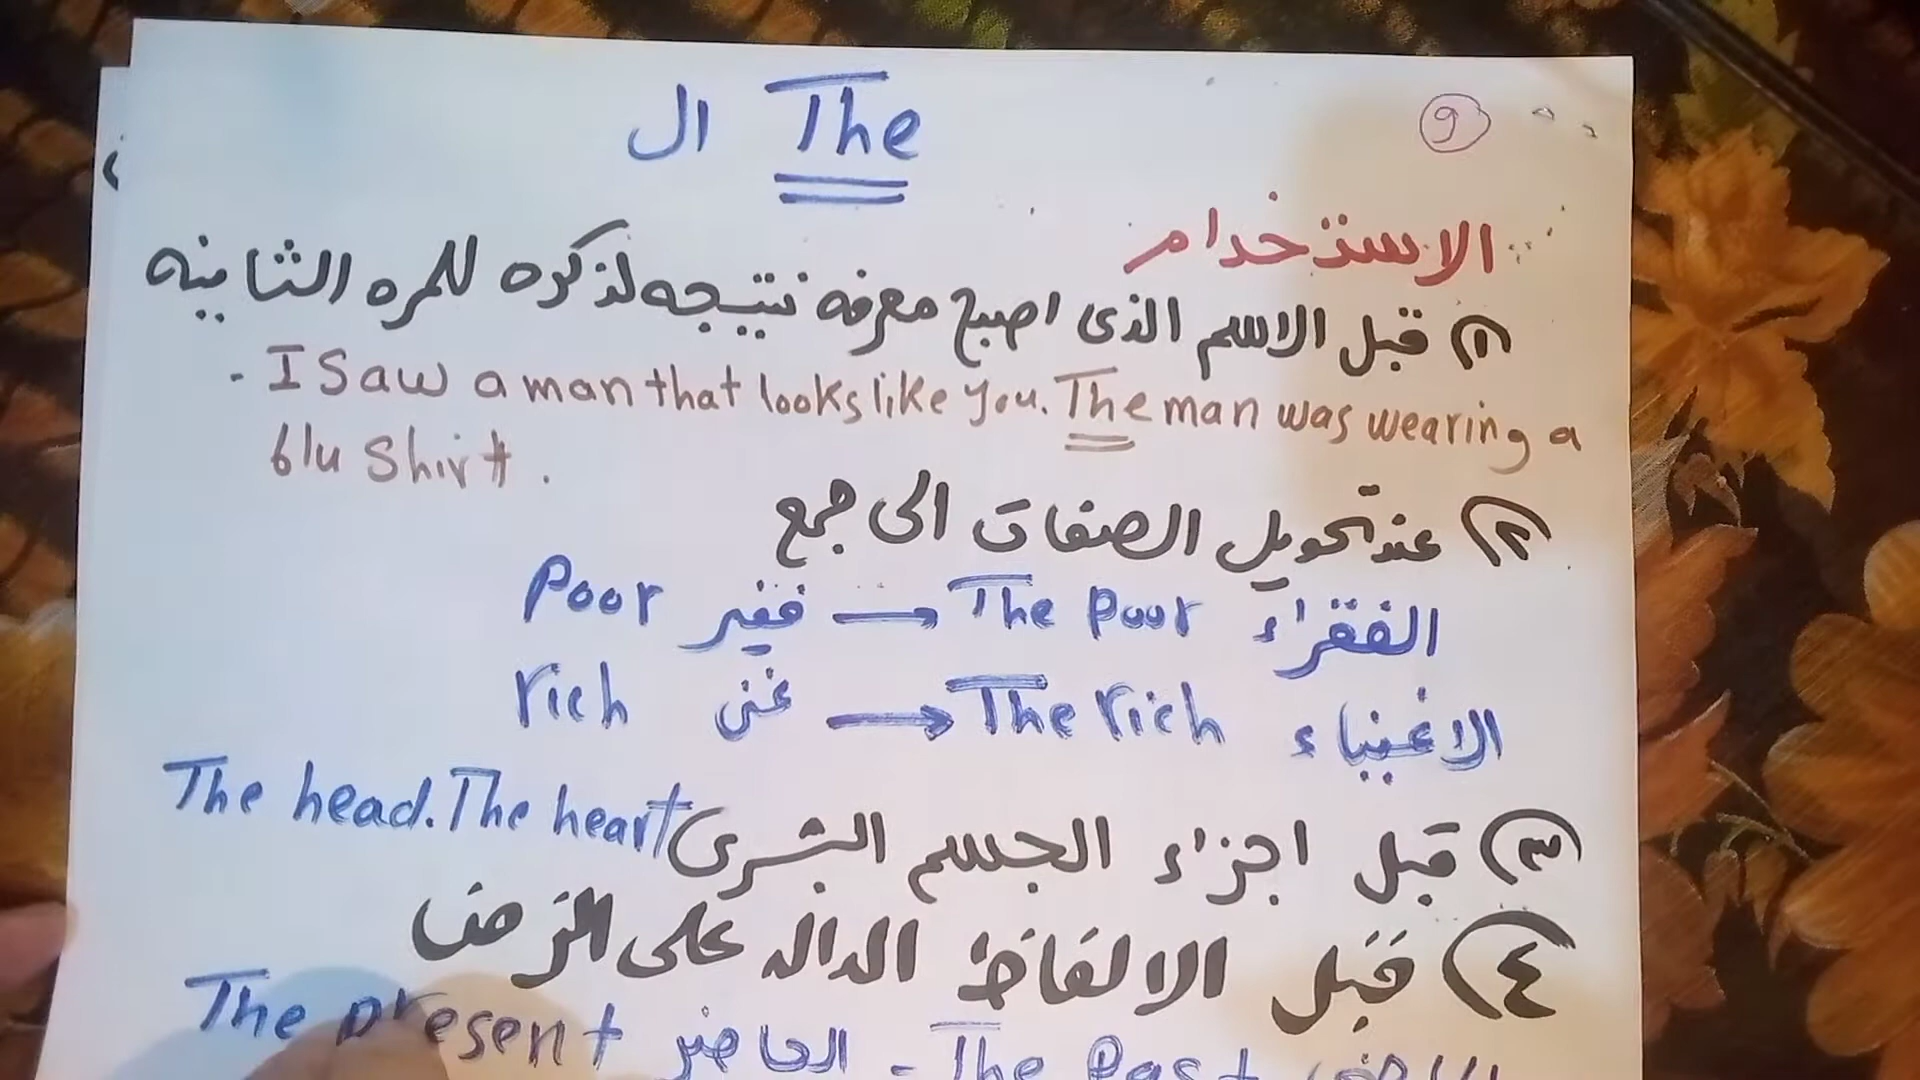 ال The
9
الاستخدام
١) قبل الاسم الذى اصبح معرفه نتيجه لذكره للمره الثانيه
- I Saw a man that looks like you. The man was wearing a
blu Shirt.
٢) عند تحويل الصفات الى جمع
Poor فقير → The Poor الفقراء
rich غنى → The rich الاغنياء
٣) قبل اجزاء الجسم البشرى The head. The heart
٤) قبل الالفاظ الداله على الزمن
The present الحاضر - The Past الماضى